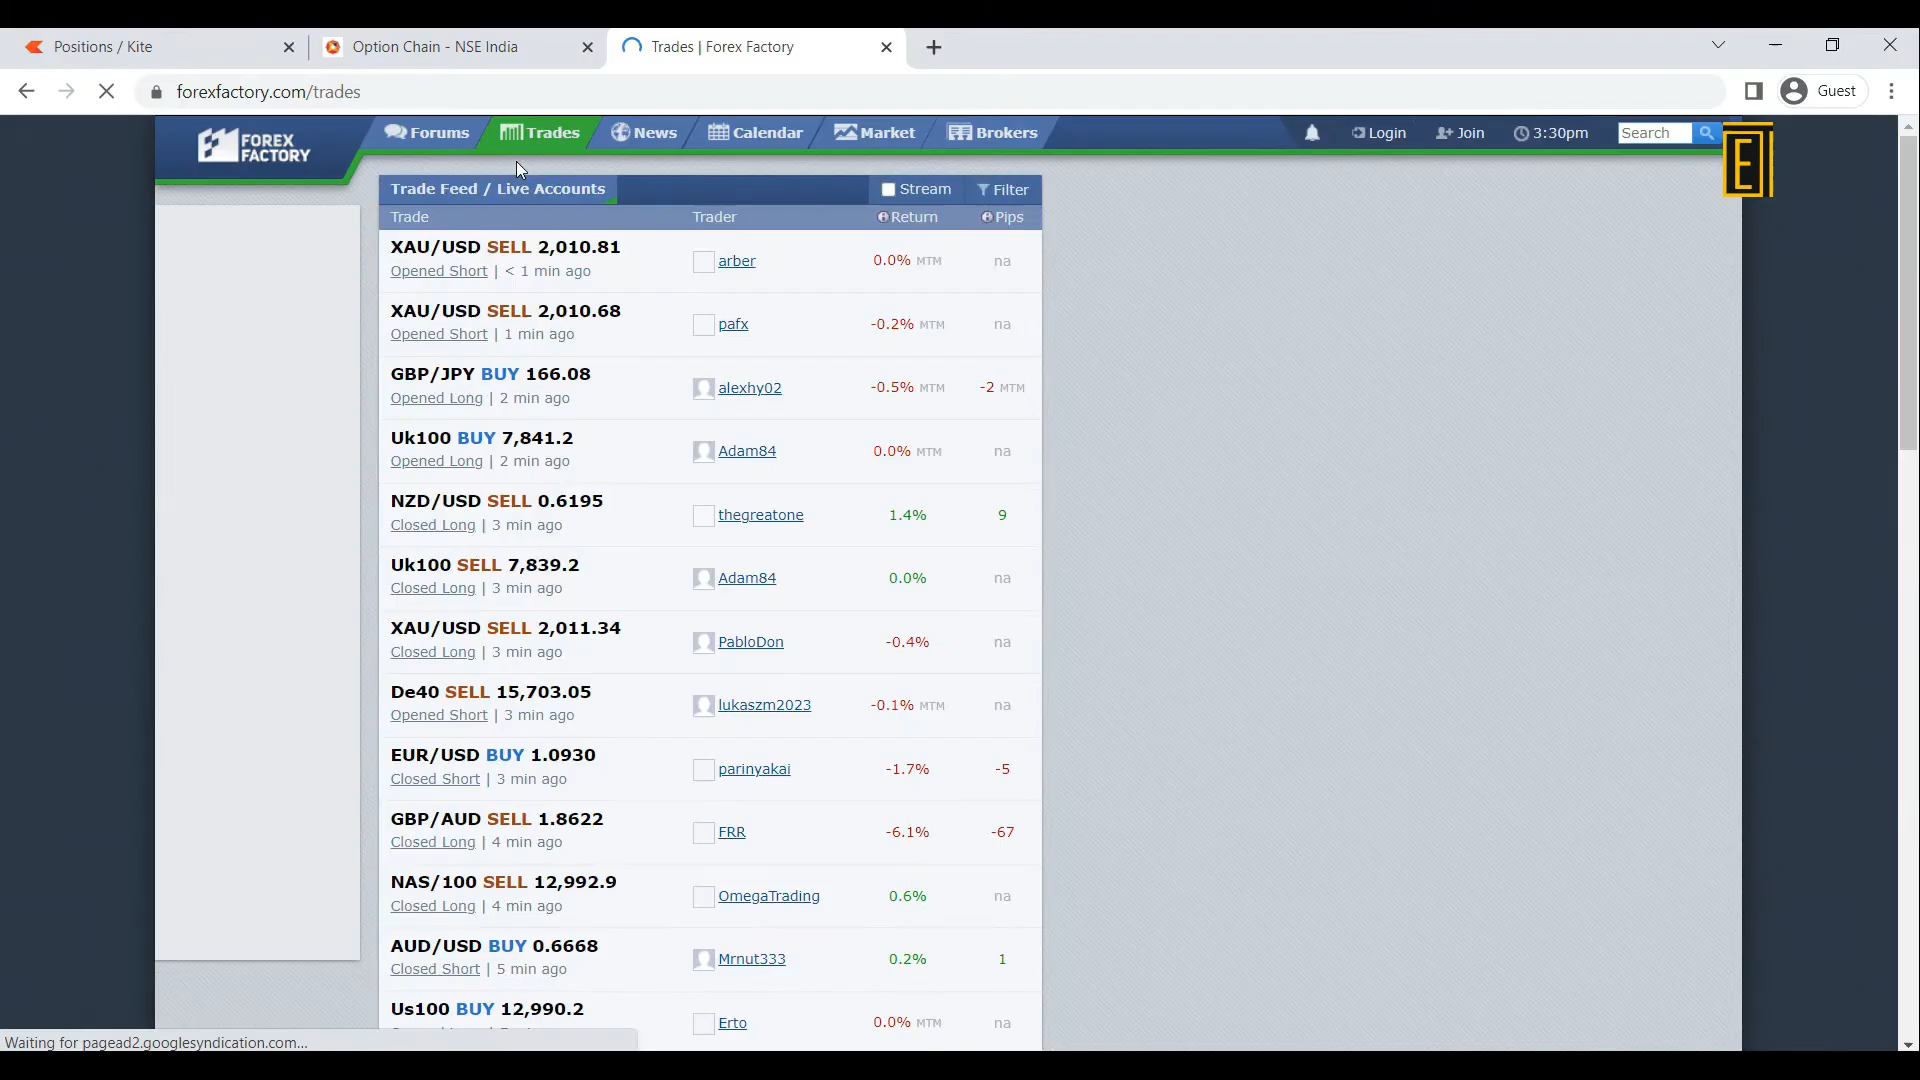 Positions / Kite
Option Chain - NSE India
Trades | Forex Factory
forexfactory.com/trades
Guest
FOREX FACTORY
Forums
Trades
News
Calendar
Market
Brokers
Login
Join
3:30pm
Search
E
Trade Feed / Live Accounts
Stream
Filter
Trade Trader Return Pips
XAU/USD SELL 2,010.81
Opened Short | < 1 min ago
arber 0.0% MTM na
XAU/USD SELL 2,010.68
Opened Short | 1 min ago
pafx -0.2% MTM na
GBP/JPY BUY 166.08
Opened Long | 2 min ago
alexhy02 -0.5% MTM -2 MTM
Uk100 BUY 7,841.2
Opened Long | 2 min ago
Adam84 0.0% MTM na
NZD/USD SELL 0.6195
Closed Long | 3 min ago
thegreatone 1.4% 9
Uk100 SELL 7,839.2
Closed Long | 3 min ago
Adam84 0.0% na
XAU/USD SELL 2,011.34
Closed Long | 3 min ago
PabloDon -0.4% na
De40 SELL 15,703.05
Opened Short | 3 min ago
lukaszm2023 -0.1% MTM na
EUR/USD BUY 1.0930
Closed Short | 3 min ago
parinyakai -1.7% -5
GBP/AUD SELL 1.8622
Closed Long | 4 min ago
FRR -6.1% -67
NAS/100 SELL 12,992.9
Closed Long | 4 min ago
OmegaTrading 0.6% na
AUD/USD BUY 0.6668
Closed Short | 5 min ago
Mrnut333 0.2% 1
Us100 BUY 12,990.2
Erto 0.0% MTM na
Waiting for pagead2.googlesyndication.com...